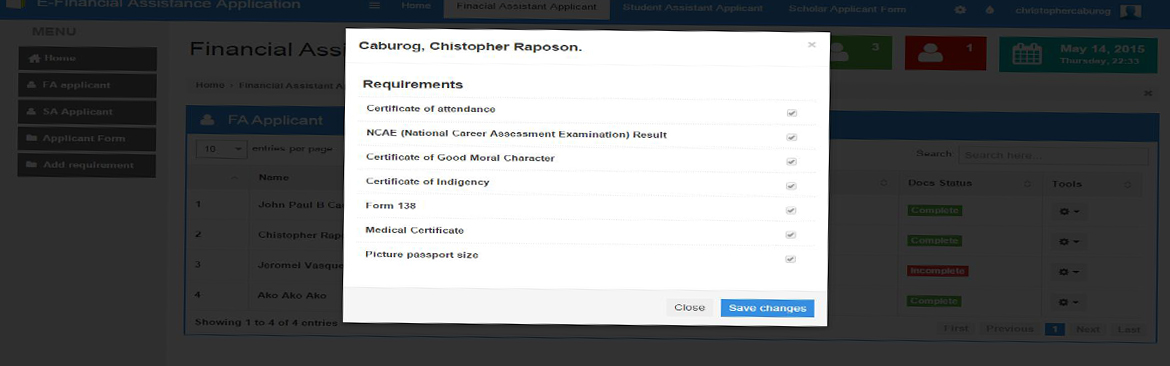 E-Financial Assistance Application
Home
Finacial Assistant Applicant
Student Assistant Applicant
Scholar Applicant Form
christophercaburog
MENU
Home
FA applicant
SA Applicant
Applicant Form
Add requirement
Financial Assi
3
1
May 14, 2015
Thursday, 22:33
Home › Financial Assistant A
FA Applicant
10 entries per page
Search: Search here...
Name Docs Status Tools
1 John Paul B Ca Complete
2 Chistopher Rapo Complete
3 Jeromel Vasque Incomplete
4 Ako Ako Ako Complete
Showing 1 to 4 of 4 entries
First Previous 1 Next Last
Caburog, Chistopher Raposon. ×
Requirements
Certificate of attendance
NCAE (National Career Assessment Examination) Result
Certificate of Good Moral Character
Certificate of Indigency
Form 138
Medical Certificate
Picture passport size
Close Save changes